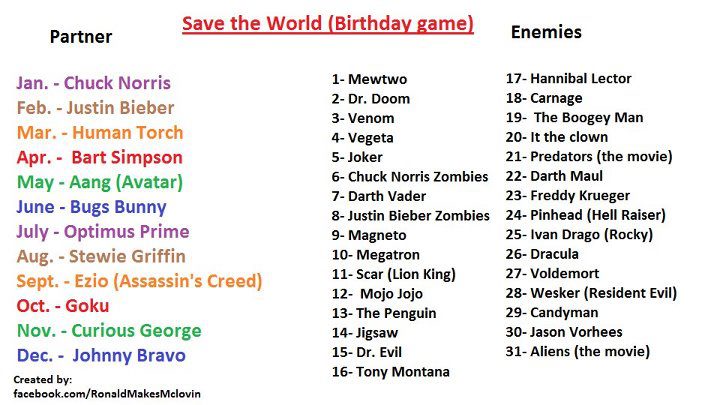 Save the World (Birthday game)
Partner
Enemies
Jan. - Chuck Norris
Feb. - Justin Bieber
Mar. - Human Torch
Apr. - Bart Simpson
May - Aang (Avatar)
June - Bugs Bunny
July - Optimus Prime
Aug. - Stewie Griffin
Sept. - Ezio (Assassin's Creed)
Oct. - Goku
Nov. - Curious George
Dec. - Johnny Bravo
Created by:
facebook.com/RonaldMakesMclovin
1- Mewtwo
2- Dr. Doom
3- Venom
4- Vegeta
5- Joker
6- Chuck Norris Zombies
7- Darth Vader
8- Justin Bieber Zombies
9- Magneto
10- Megatron
11- Scar (Lion King)
12- Mojo Jojo
13- The Penguin
14- Jigsaw
15- Dr. Evil
16- Tony Montana
17- Hannibal Lector
18- Carnage
19- The Boogey Man
20- It the clown
21- Predators (the movie)
22- Darth Maul
23- Freddy Krueger
24- Pinhead (Hell Raiser)
25- Ivan Drago (Rocky)
26- Dracula
27- Voldemort
28- Wesker (Resident Evil)
29- Candyman
30- Jason Vorhees
31- Aliens (the movie)